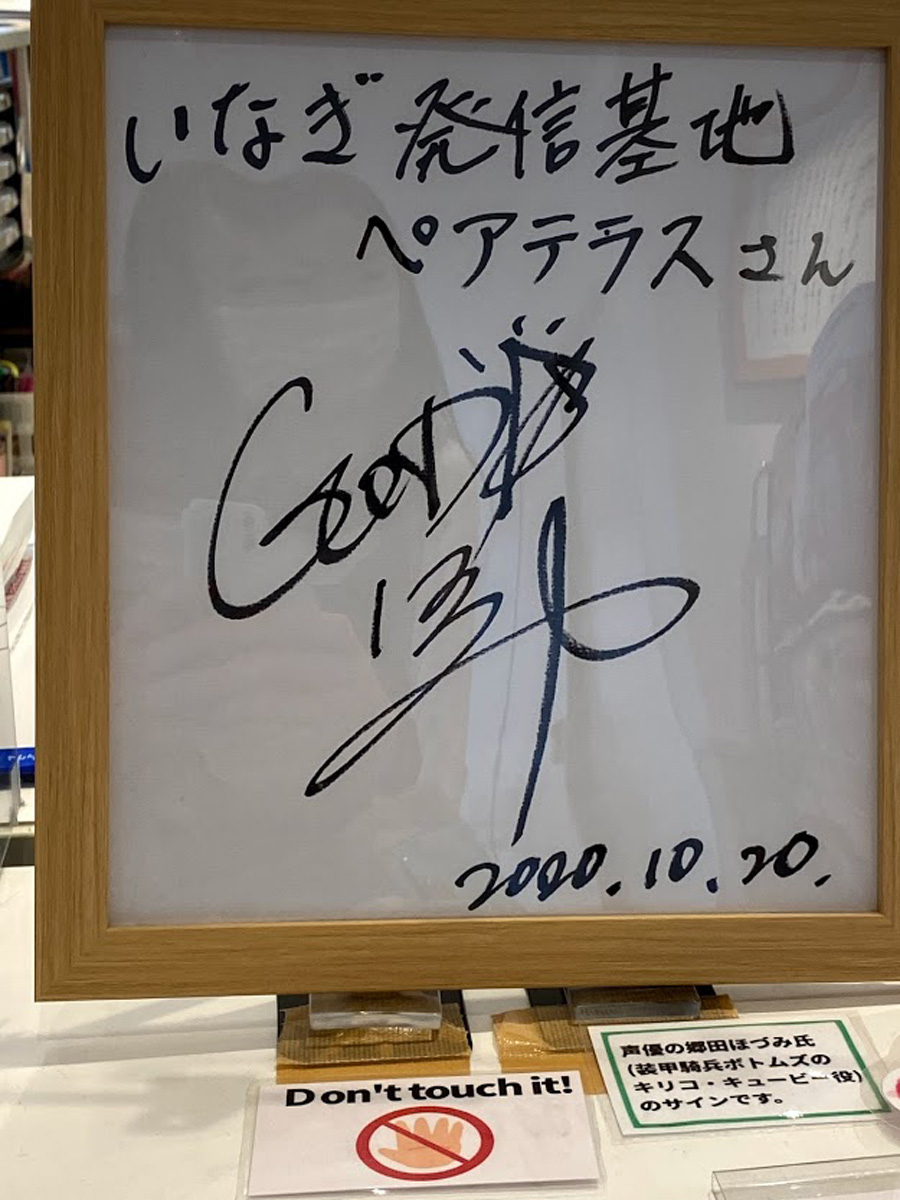 いなぎ発信基地
ペアテラスさん
2020.10.20.
Don't touch it!
声優の郷田ほづみ氏
(装甲騎兵ボトムズの
キリコ・キュービー役)
のサインです。